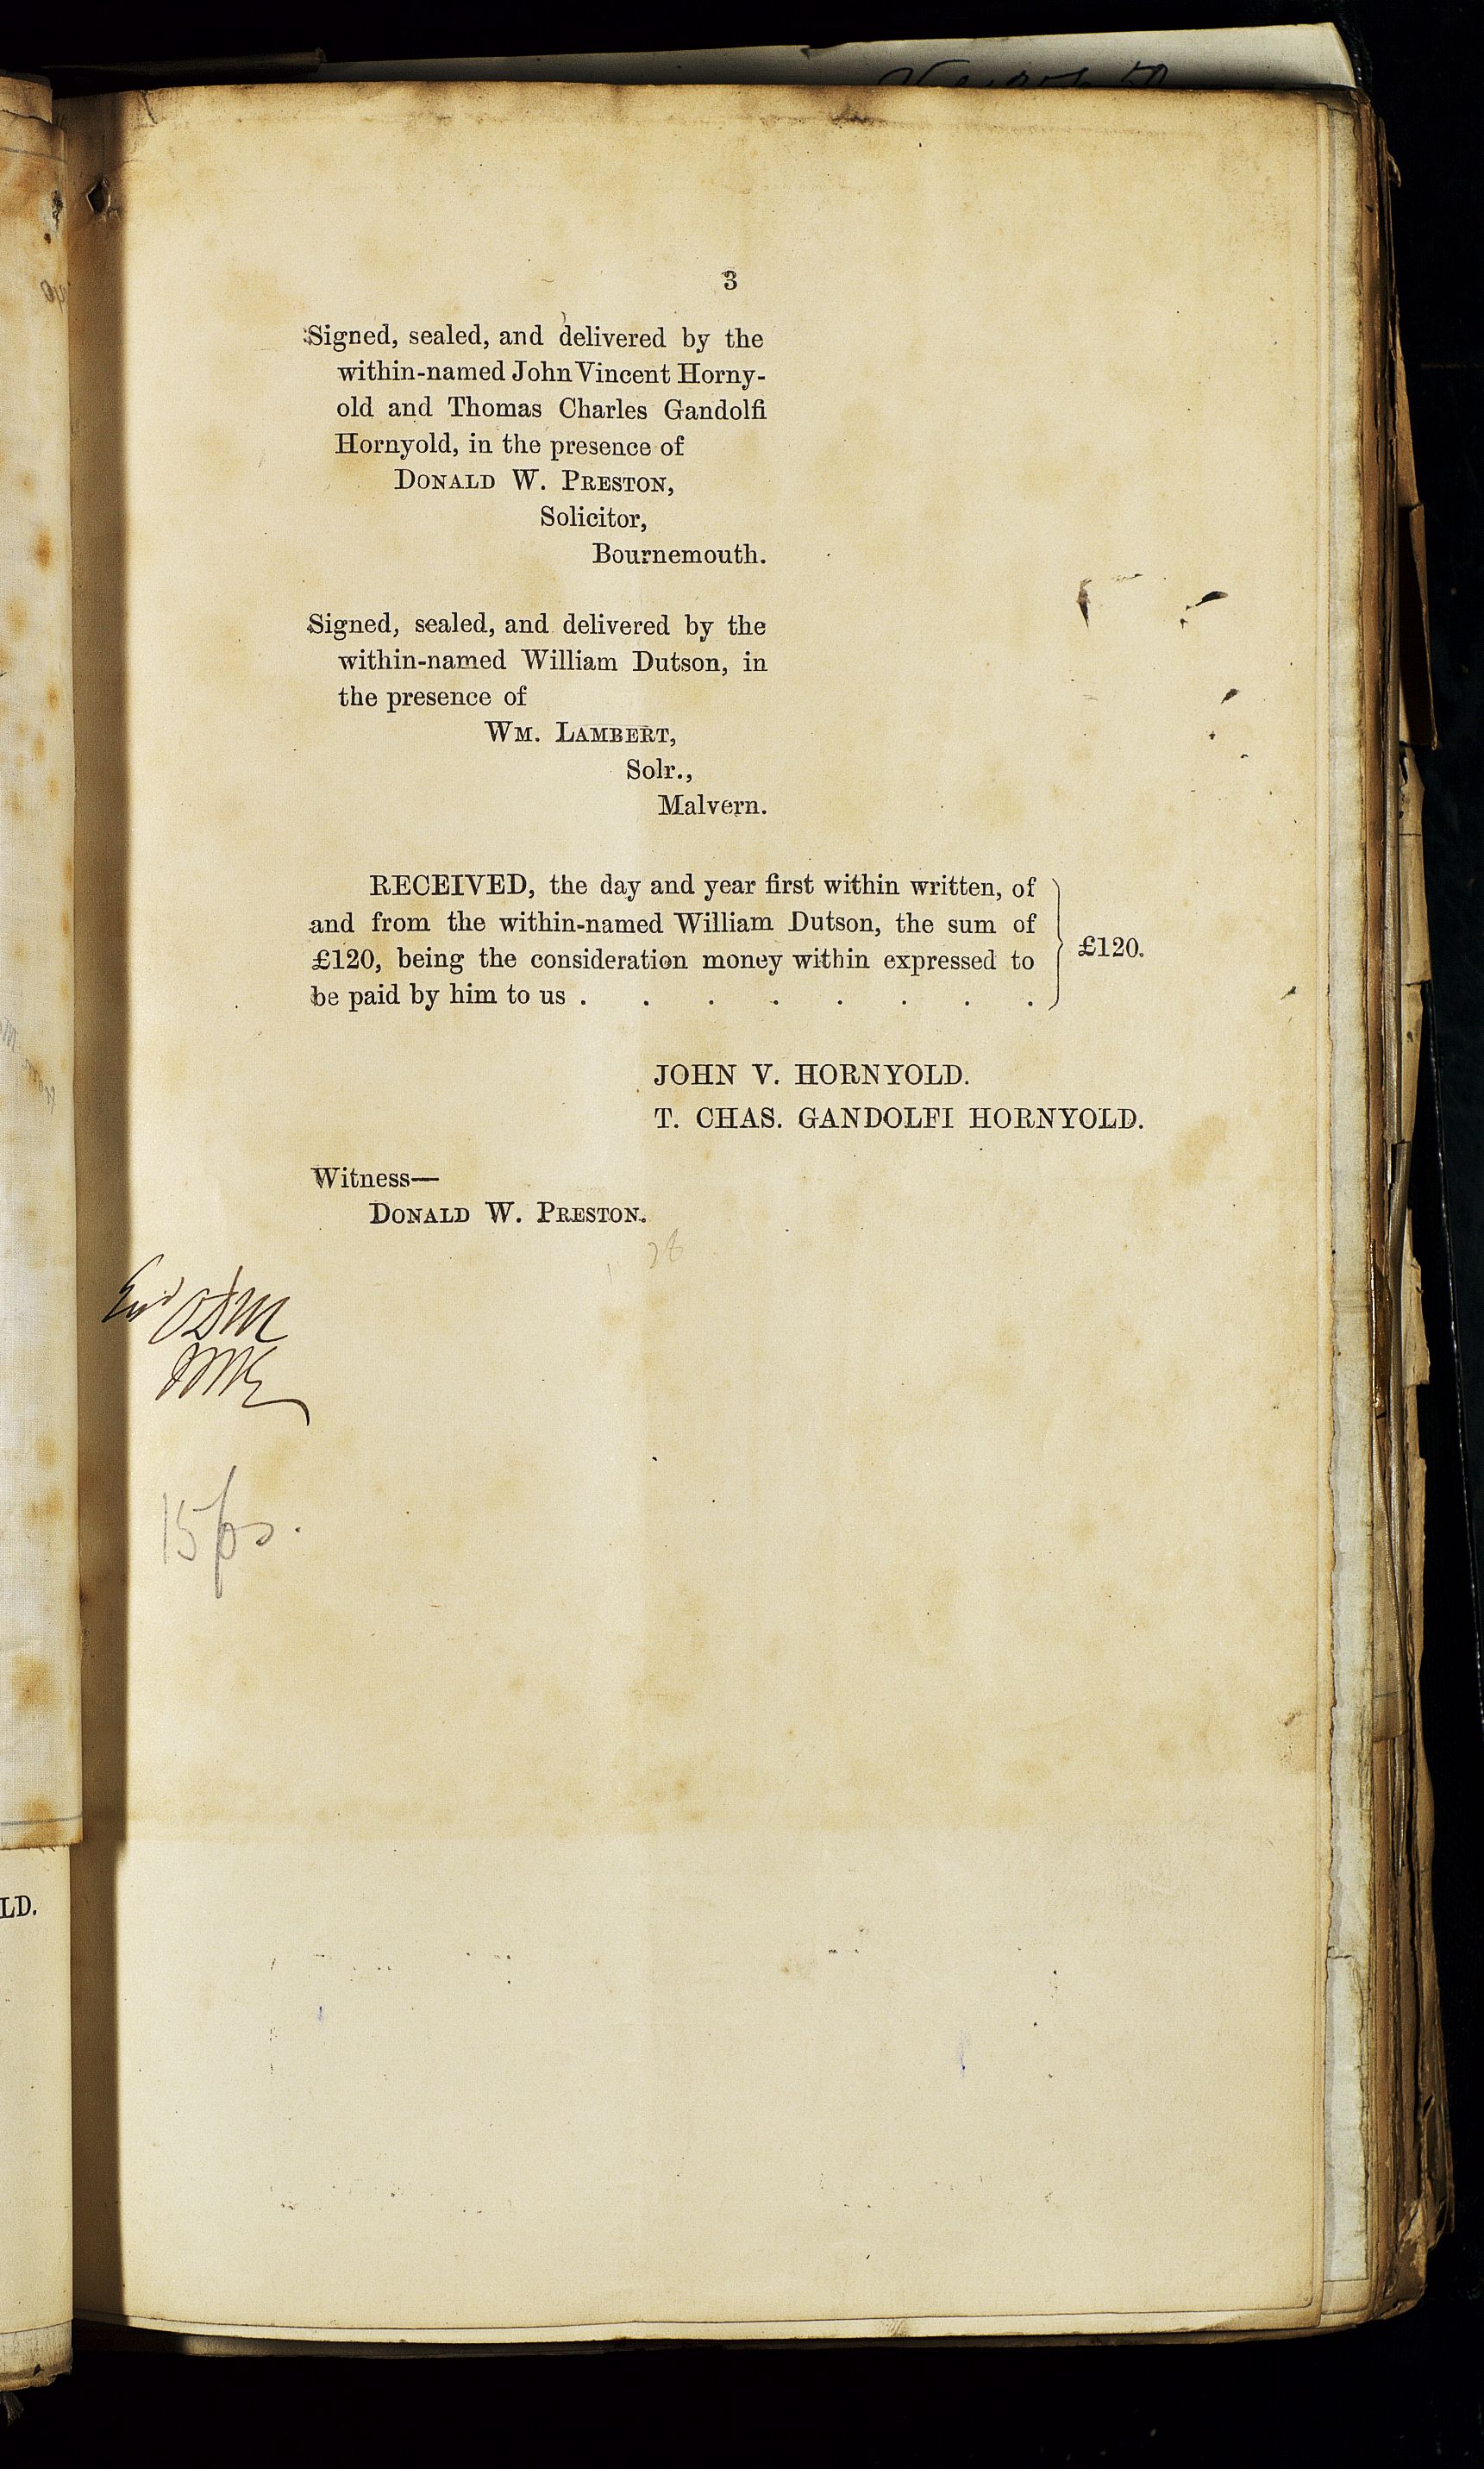 3
Signed, sealed, and delivered by the
within-named John Vincent Horny-
old and Thomas Charles Gandolfi
Hornyold, in the presence of
DONALD W. PRESTON,
Solicitor,
Bournemouth.
Signed, sealed, and delivered by the
within-named William Dutson, in
the presence of
WM. LAMBERT,
Solr.,
Malvern.
RECEIVED, the day and year first within written, of
and from the within-named William Dutson, the sum of
£120, being the consideration money within expressed to
be paid by him to us . . . . . . . .
£120.
JOHN V. HORNYOLD.
T. CHAS. GANDOLFI HORNYOLD.
Witness—
DONALD W. PRESTON.
LD.